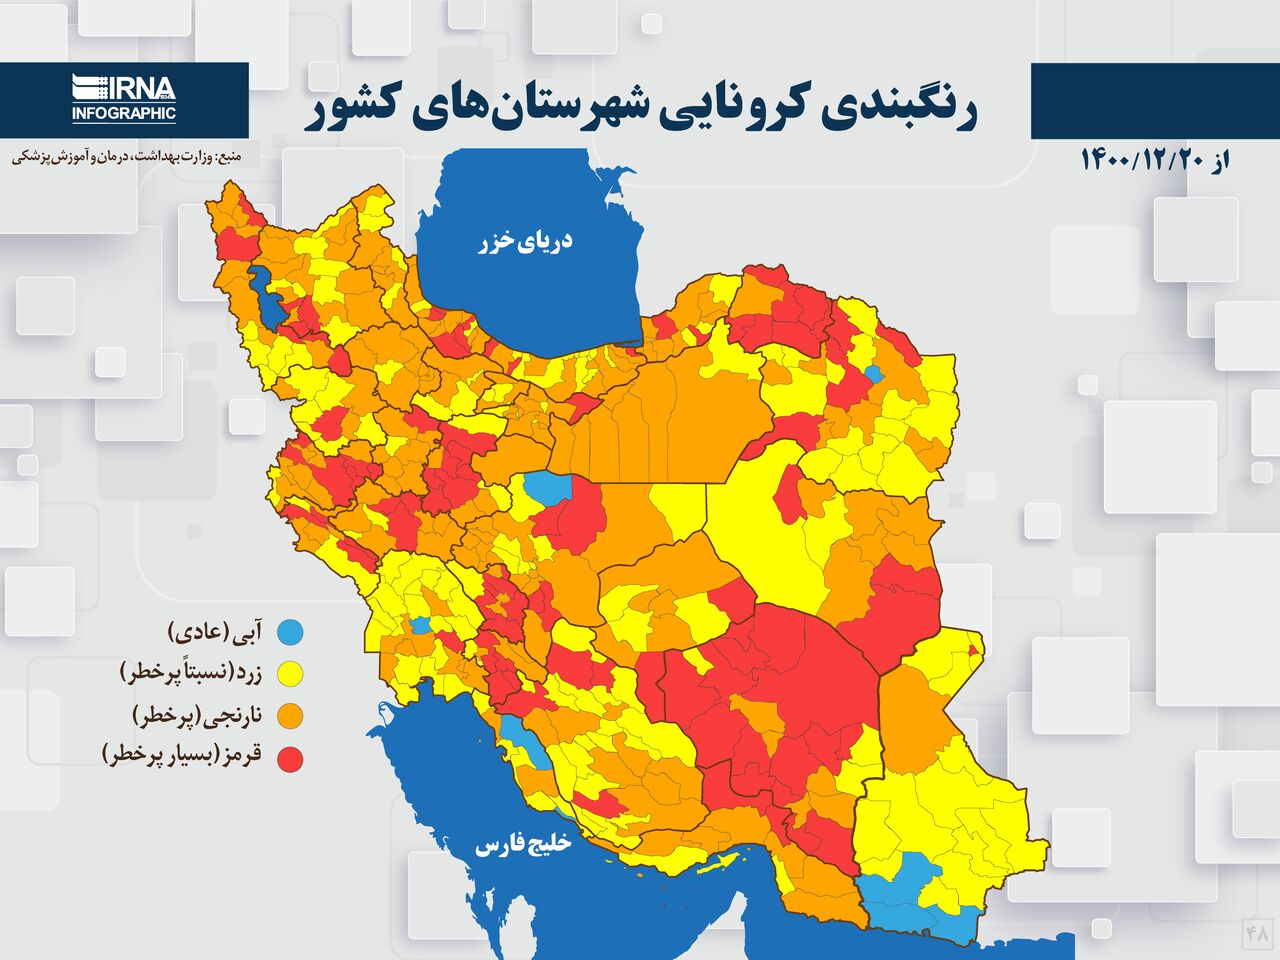 IRNA
INFOGRAPHIC
رنگبندی کرونایی شهرستان‌های کشور
منبع: وزارت بهداشت، درمان و آموزش پزشکی
از ۱۴۰۰/۱۲/۲۰
دریای خزر
آبی (عادی)
زرد (نسبتاً پرخطر)
نارنجی (پرخطر)
قرمز (بسیار پرخطر)
خلیج فارس
۴۸